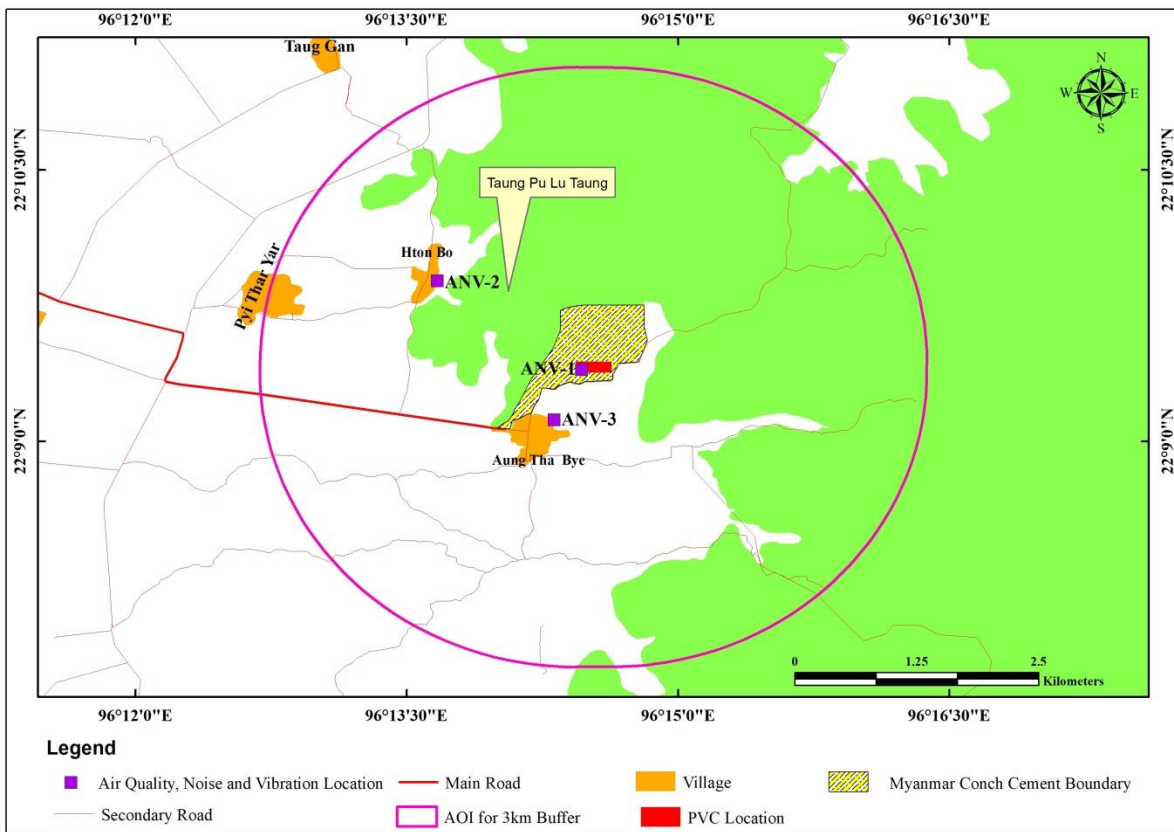 96°12'0"E
96°13'30"E
96°15'0"E
96°16'30"E
Taug Gan
N
W E
S
22°10'30"N
22°10'30"N
Taung Pu Lu Taung
Hton Bo
ANV-2
Pyi Thar Yar
ANV-1
ANV-3
22°9'0"N
22°9'0"N
Aung Tha Bye
0 1.25 2.5
Kilometers
96°12'0"E
96°13'30"E
96°15'0"E
96°16'30"E
Legend
Air Quality, Noise and Vibration Location
Main Road
Village
Myanmar Conch Cement Boundary
Secondary Road
AOI for 3km Buffer
PVC Location